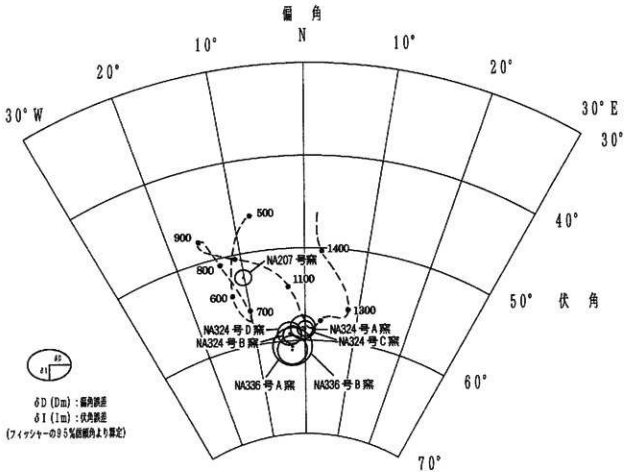 偏 角
N
10° 10°
20° 20°
30° W 30° E
30°
40°
500
900
1400
800 NA207 号窯
50° 伏 角
1100
600
700 1300
NA324 号 D 窯 NA324 号 A 窯
NA324 号 B 窯 NA324 号 C 窯
60°
δD
δI
NA336 号 A 窯 NA336 号 B 窯
δD (Dm) : 偏角誤差
δI (Im) : 伏角誤差
(フィッシャーの95%信頼角より算定)
70°